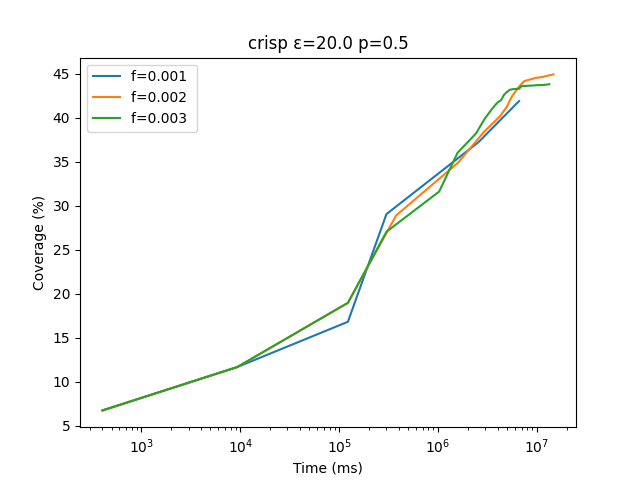 crisp ε=20.0 p=0.5
f=0.001
f=0.002
f=0.003
Coverage (%)
45
40
35
30
25
20
15
10
5
10³ 10⁴ 10⁵ 10⁶ 10⁷
Time (ms)